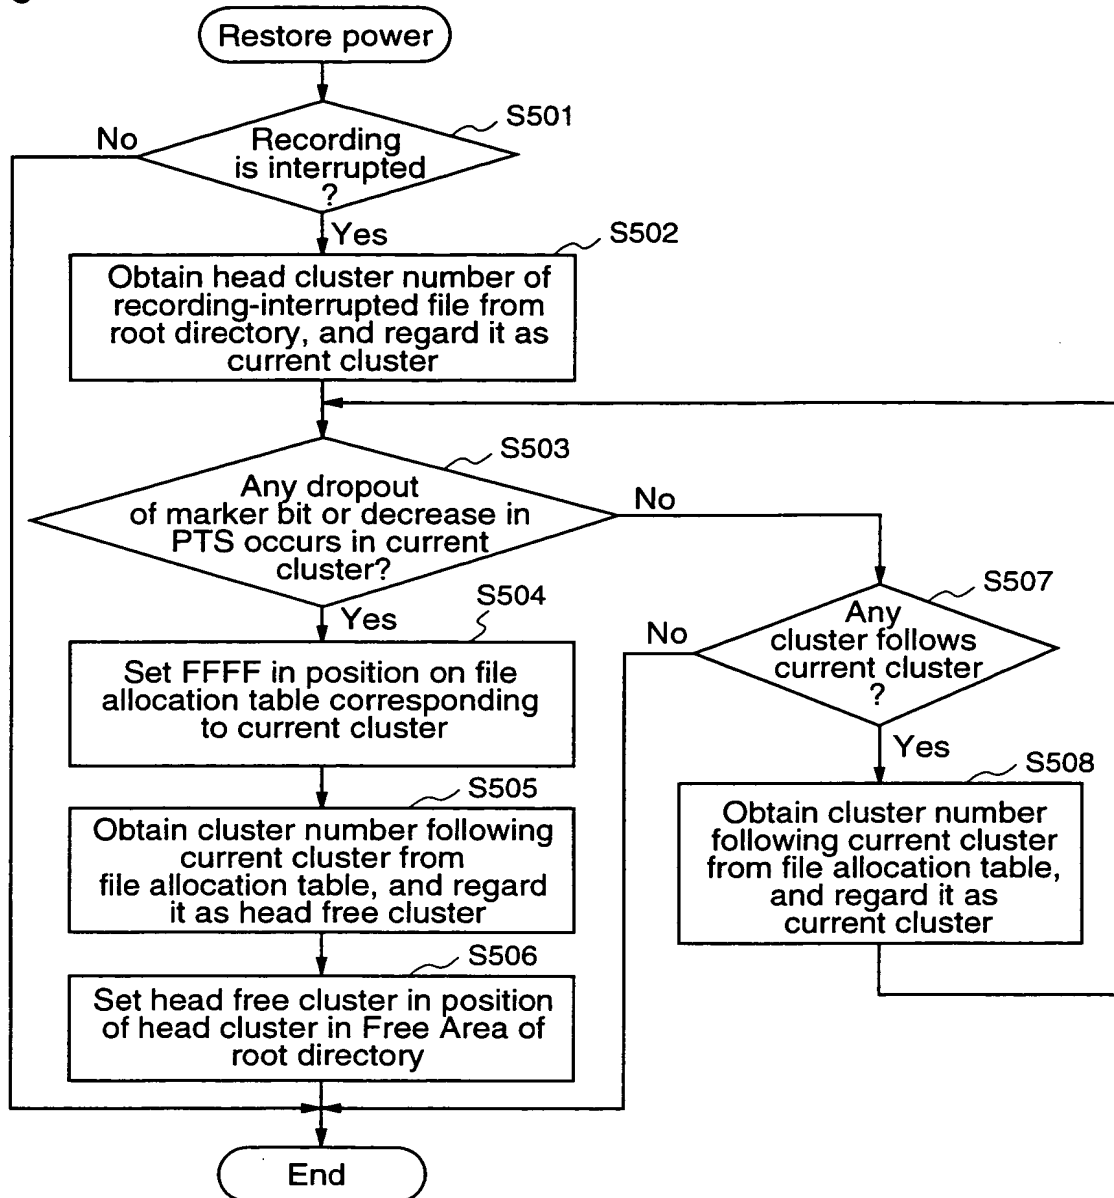 Restore power
S501
No
Recording
is interrupted
?
Yes
S502
Obtain head cluster number of
recording-interrupted file from
root directory, and regard it as
current cluster
S503
Any dropout
of marker bit or decrease in
PTS occurs in current
cluster?
No
Yes
S504
Set FFFF in position on file
allocation table corresponding
to current cluster
S505
Obtain cluster number following
current cluster from
file allocation table, and regard
it as head free cluster
S506
Set head free cluster in position
of head cluster in Free Area of
root directory
S507
Any
cluster follows
current cluster
?
No
Yes
S508
Obtain cluster number
following current cluster
from file allocation table,
and regard it as
current cluster
End